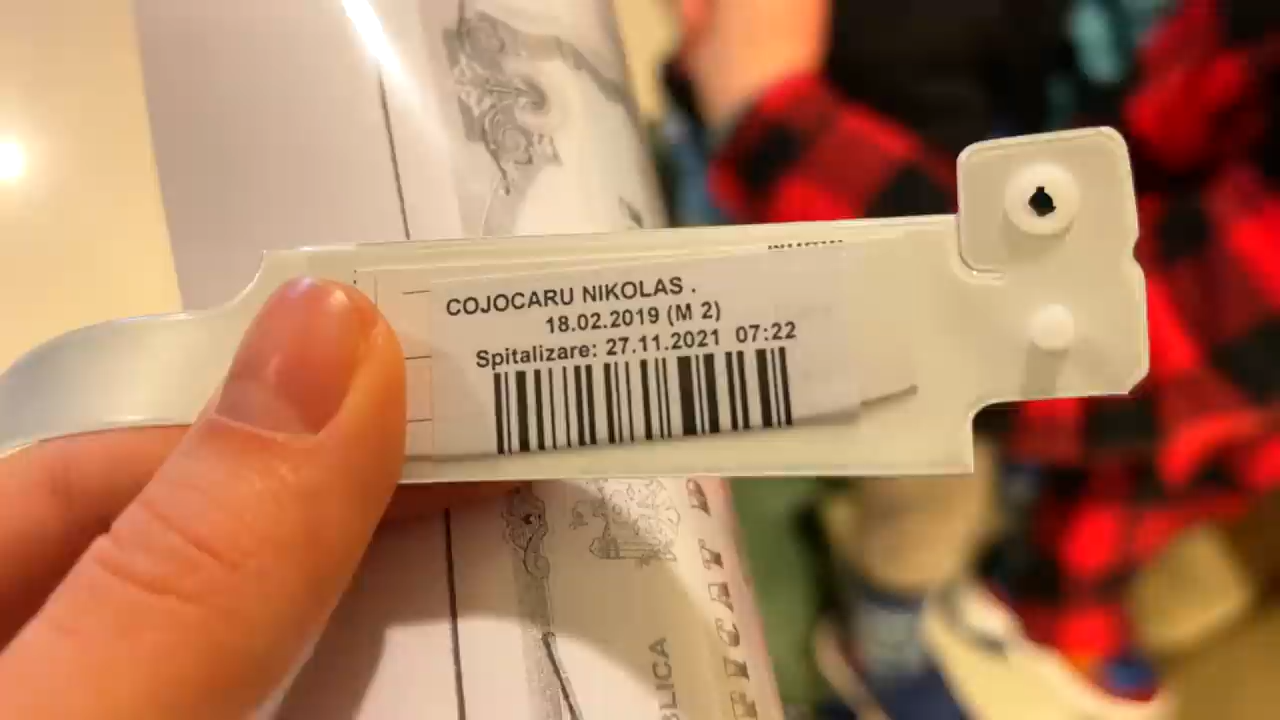 COJOCARU NIKOLAS .
18.02.2019 (M 2)
Spitalizare: 27.11.2021 07:22